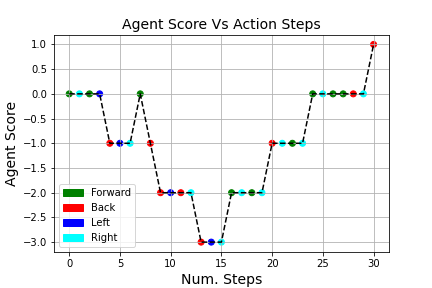 Agent Score Vs Action Steps
1.0
0.5
0.0
−0.5
−1.0
−1.5
−2.0
−2.5
−3.0
Agent Score
Forward
Back
Left
Right
0 5 10 15 20 25 30
Num. Steps